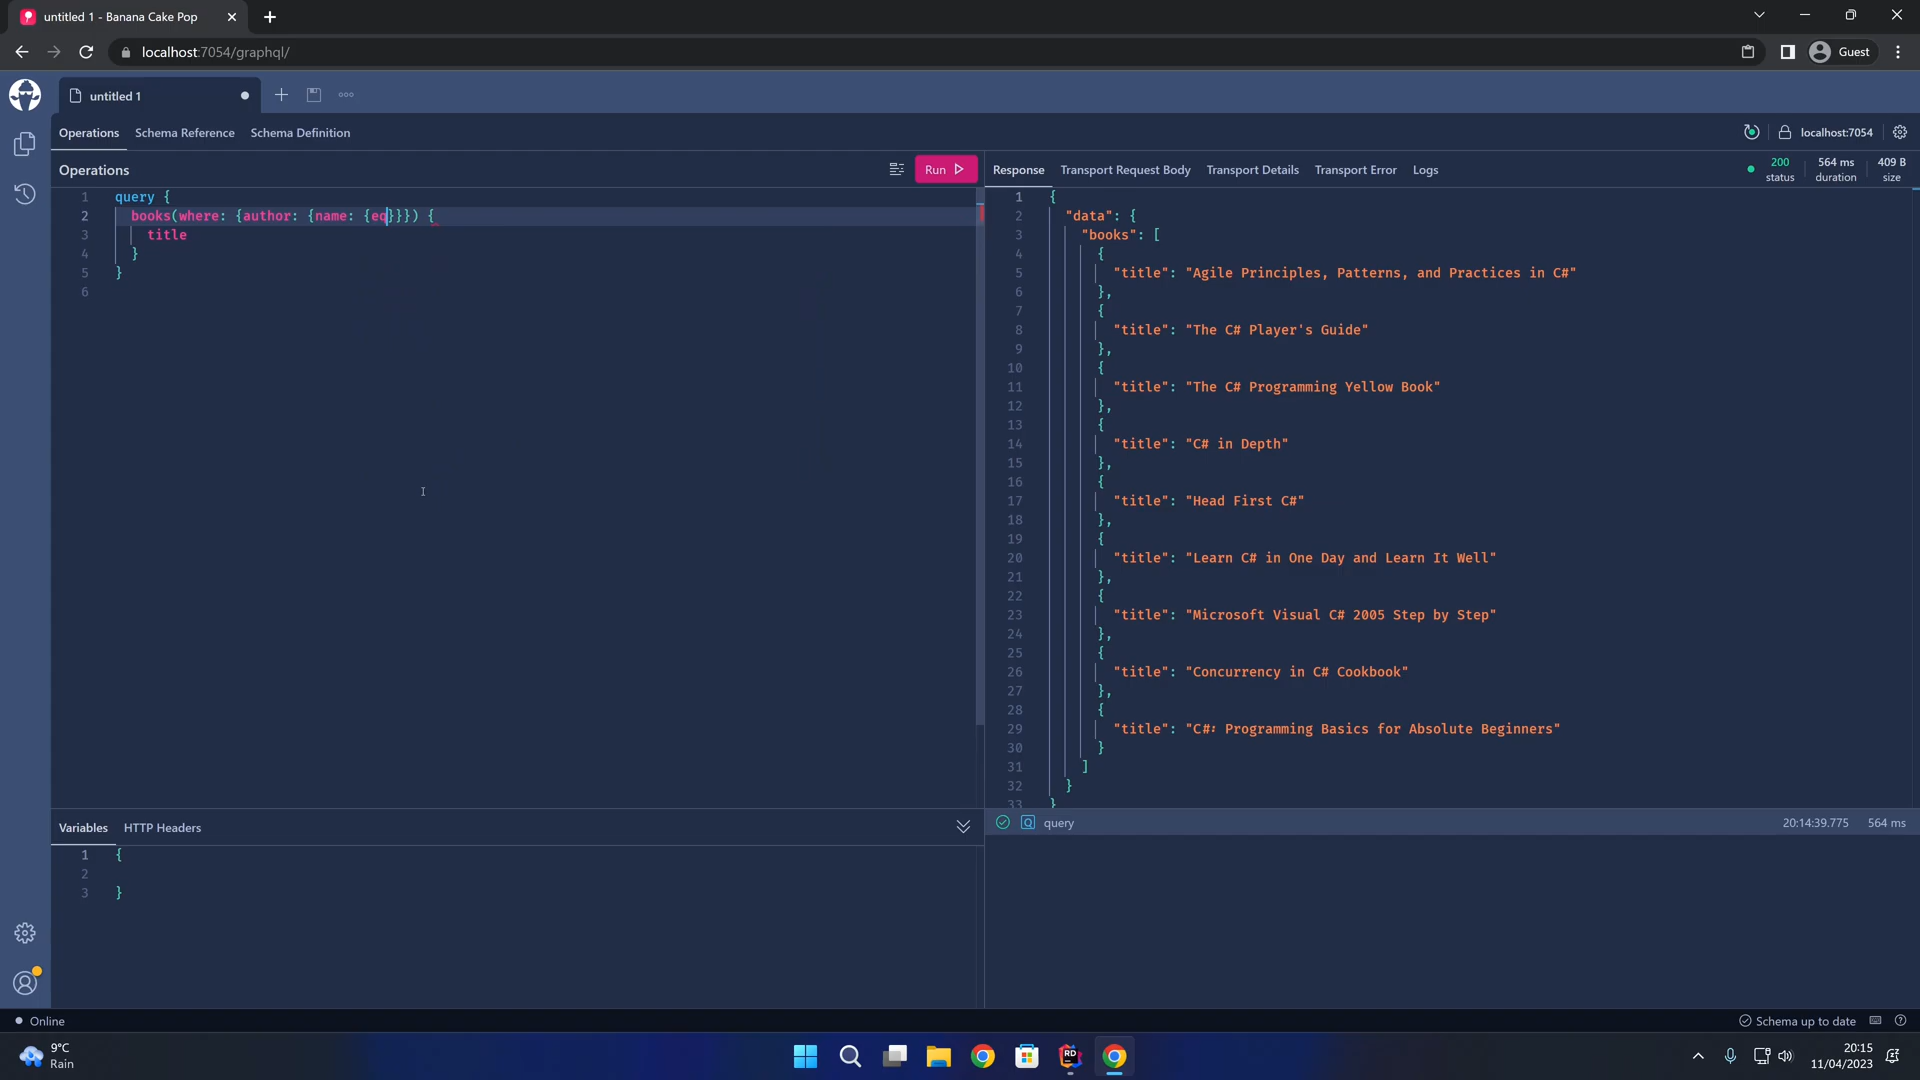 untitled 1 - Banana Cake Pop
localhost:7054/graphql/
Guest
untitled 1
Operations Schema Reference Schema Definition
localhost:7054
Operations
Run
Response Transport Request Body Transport Details Transport Error Logs
200 564 ms 409 B
status duration size
1 query {
2 books(where: {author: {name: {eq}}}) {
3 title
4 }
5 }
6
1 {
2 "data": {
3 "books": [
4 {
5 "title": "Agile Principles, Patterns, and Practices in C#"
6 },
7 {
8 "title": "The C# Player's Guide"
9 },
10 {
11 "title": "The C# Programming Yellow Book"
12 },
13 {
14 "title": "C# in Depth"
15 },
16 {
17 "title": "Head First C#"
18 },
19 {
20 "title": "Learn C# in One Day and Learn It Well"
21 },
22 {
23 "title": "Microsoft Visual C# 2005 Step by Step"
24 },
25 {
26 "title": "Concurrency in C# Cookbook"
27 },
28 {
29 "title": "C#: Programming Basics for Absolute Beginners"
30 }
31 ]
32 }
33 }
Variables HTTP Headers
1 {
2
3 }
Q query 20:14:39.775 564 ms
Online
Schema up to date
9°C
Rain
RD
20:15
11/04/2023